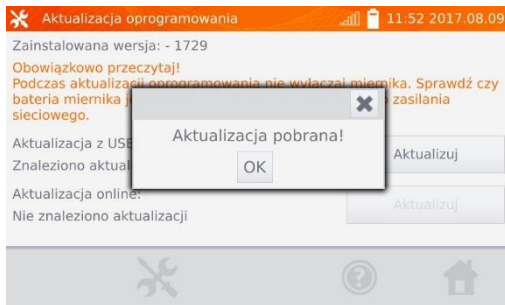 Aktualizacja oprogramowania 11:52 2017.08.09
Zainstalowana wersja: - 1729
Obowiązkowo przeczytaj!
Podczas aktualizacji oprogramowania nie wyłączaj miernika. Sprawdź czy
bateria miernika zasilania
sieciowego.
Aktualizacja pobrana!
OK
Aktualizacja z USB
Aktualizuj
Znaleziono
Aktualizacja online:
Aktualizuj
Nie znaleziono aktualizacji